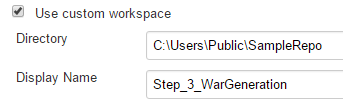 Use custom workspace
Directory
C:\Users\Public\SampleRepo
Display Name
Step_3_WarGeneration